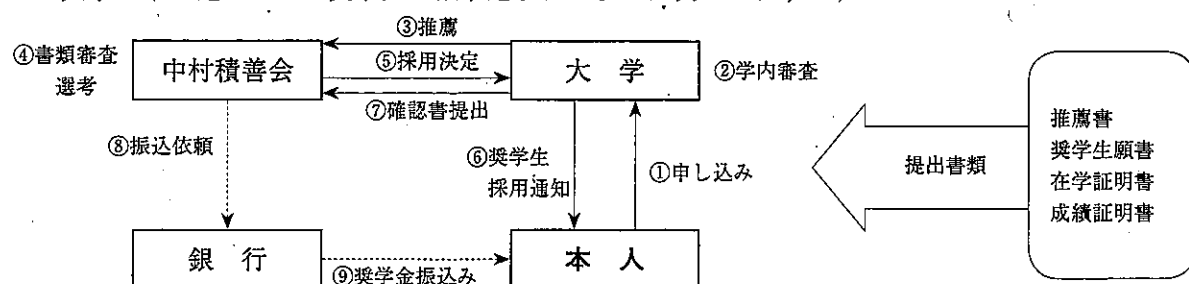 ③推薦
④書類審査
選考
中村積善会
⑤採用決定
大学
②学内審査
⑦確認書提出
⑧振込依頼
⑥奨学生
採用通知
①申し込み
提出書類
推薦書
奨学生願書
在学証明書
成績証明書
銀行
⑨奨学金振込み
本人